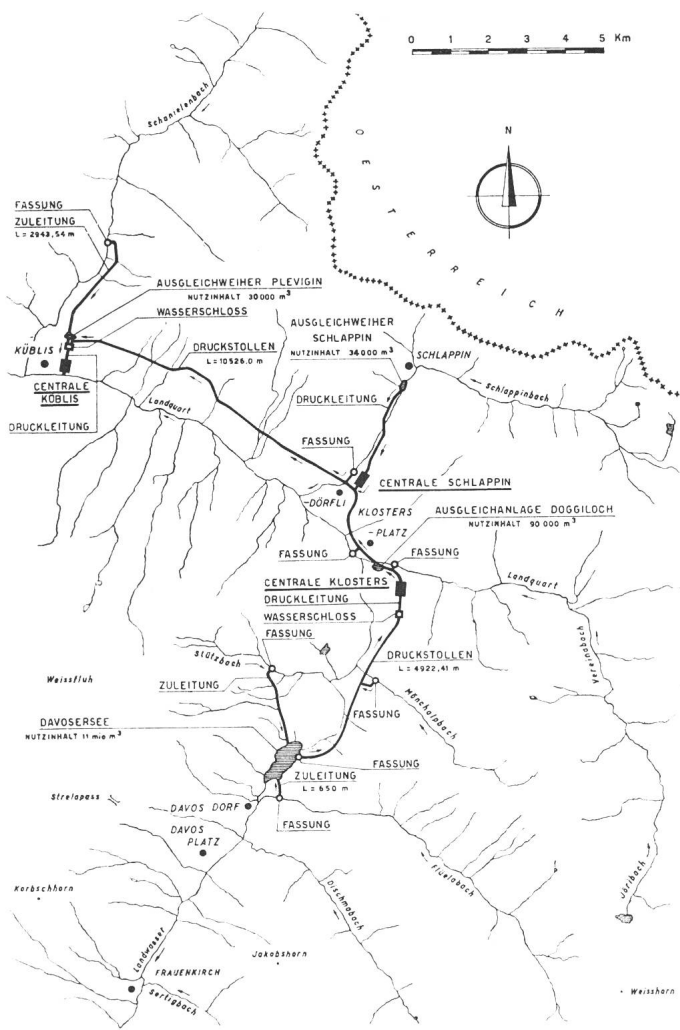 0 1 2 3 4 5 Km
Schanielenbach
OESTERREICH
N
FASSUNG
ZULEITUNG
L = 2943,54 m
AUSGLEICHWEIHER PLEVIGIN
NUTZINHALT 30 000 m³
WASSERSCHLOSS
KÜBLIS
DRUCKSTOLLEN
L = 10526.0 m
AUSGLEICHWEIHER
SCHLAPPIN
NUTZINHALT 34000 m³
SCHLAPPIN
CENTRALE
KÜBLIS
DRUCKLEITUNG
Landquart
DRUCKLEITUNG
Schlappinbach
FASSUNG
CENTRALE SCHLAPPIN
-DÖRFLI
KLOSTERS
-PLATZ
AUSGLEICHANLAGE DOGGILOCH
NUTZINHALT 90 000 m³
FASSUNG
FASSUNG
CENTRALE KLOSTERS
Landquart
DRUCKLEITUNG
WASSERSCHLOSS
FASSUNG
Stützbach
DRUCKSTOLLEN
L = 4922,41 m
Vereinabach
Weissfluh
ZULEITUNG
FASSUNG
Mönchalpbach
DAVOSERSEE
NUTZINHALT 11 mio m³
FASSUNG
ZULEITUNG
L = 650 m
Strelapass
DAVOS DORF
FASSUNG
DAVOS
PLATZ
Flüelabach
Dischmabach
Jöribach
Korbschhorn
Landwasser
Jakobshorn
FRAUENKIRCH
Sertigbach
Weisshorn